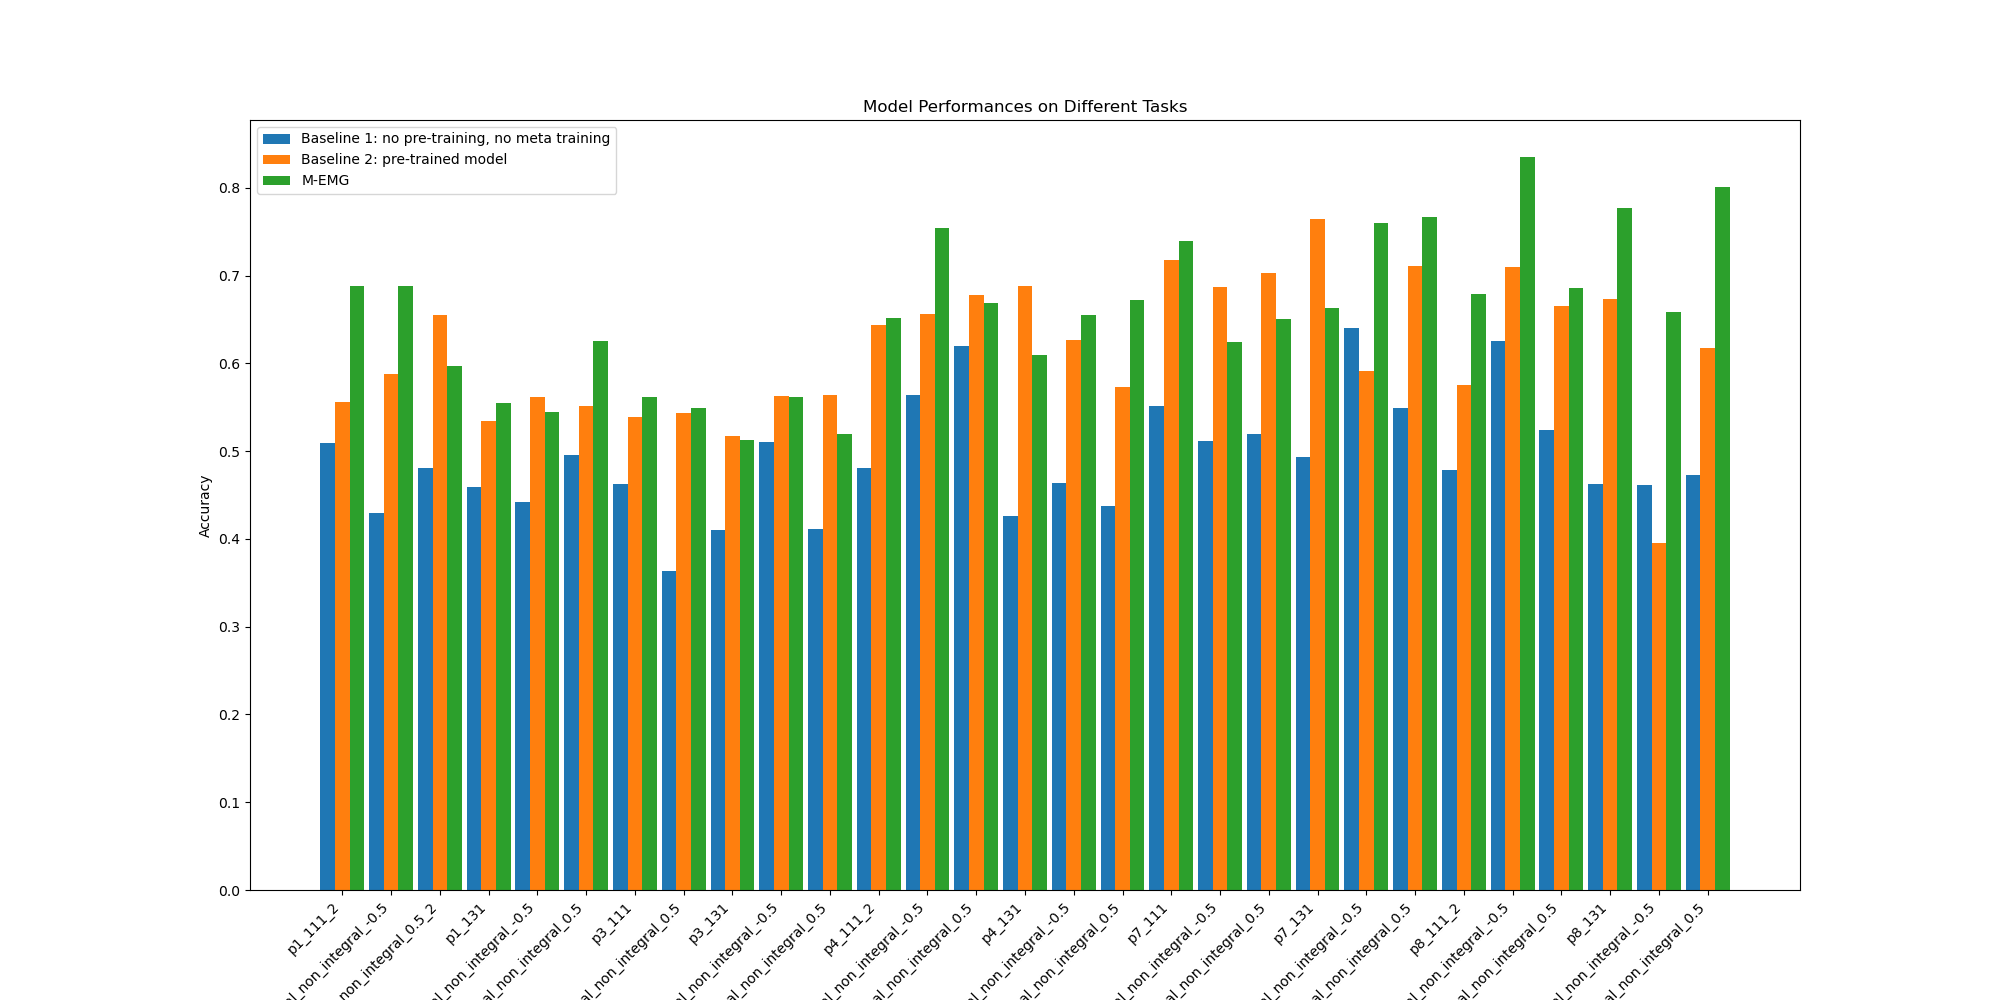 Model Performances on Different Tasks
Baseline 1: no pre-training, no meta training
Baseline 2: pre-trained model
M-EMG
Accuracy
0.8
0.7
0.6
0.5
0.4
0.3
0.2
0.1
0.0
p1_111_2
al_non_integral_-0.5
non_integral_0.5_2
p1_131
al_non_integral_-0.5
al_non_integral_0.5
p3_111
al_non_integral_0.5
p3_131
al_non_integral_-0.5
al_non_integral_0.5
p4_111_2
al_non_integral_-0.5
al_non_integral_0.5
p4_131
al_non_integral_-0.5
al_non_integral_0.5
p7_111
al_non_integral_-0.5
al_non_integral_0.5
p7_131
al_non_integral_-0.5
al_non_integral_0.5
p8_111_2
al_non_integral_-0.5
al_non_integral_0.5
p8_131
al_non_integral_-0.5
al_non_integral_0.5